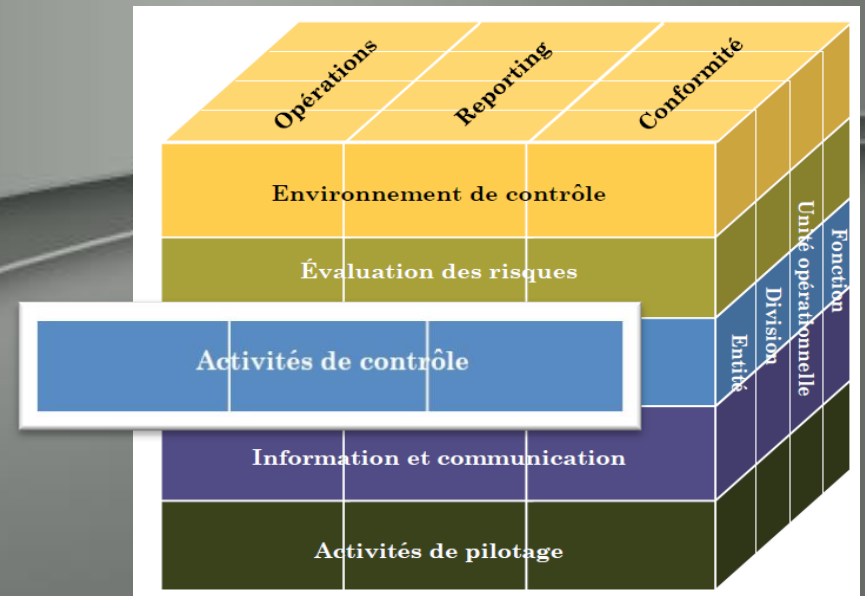 Opérations
Reporting
Conformité
Environnement de contrôle
Évaluation des risques
Activités de contrôle
Information et communication
Activités de pilotage
Entité
Division
Unité opérationnelle
Fonction